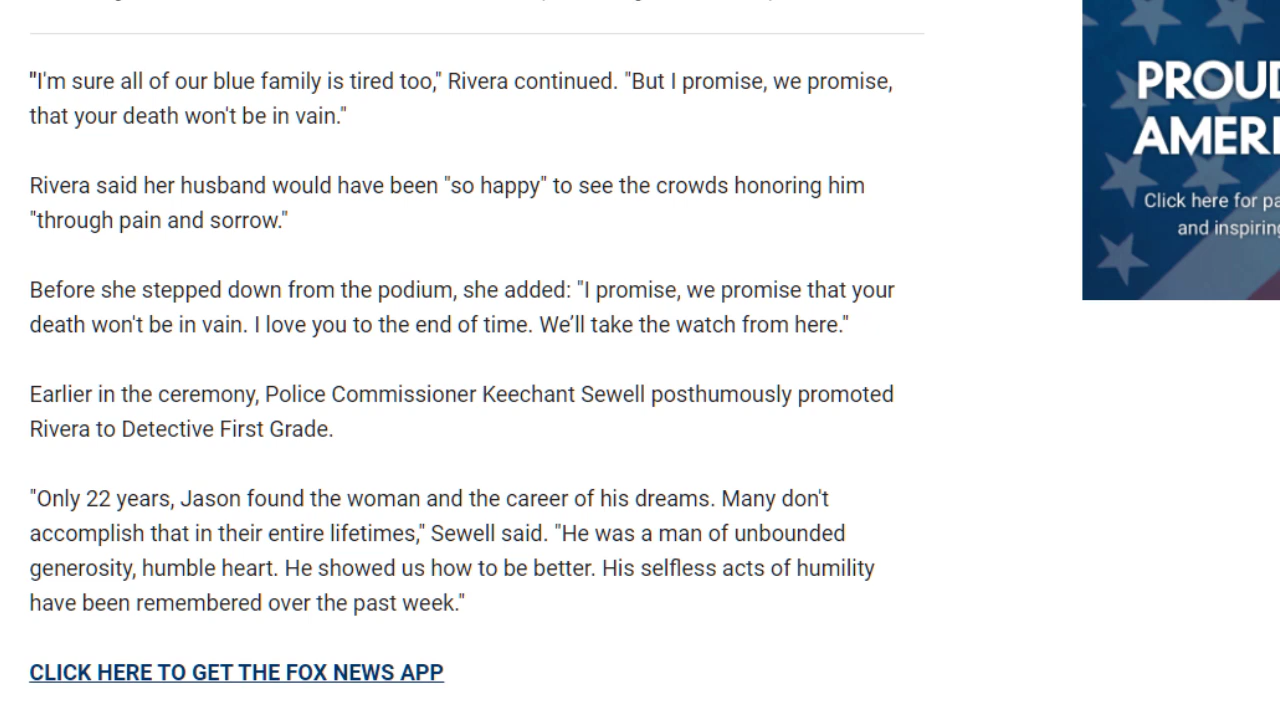 "I'm sure all of our blue family is tired too," Rivera continued. "But I promise, we promise,
that your death won't be in vain."
Rivera said her husband would have been "so happy" to see the crowds honoring him
"through pain and sorrow."
Before she stepped down from the podium, she added: "I promise, we promise that your
death won't be in vain. I love you to the end of time. We’ll take the watch from here."
Earlier in the ceremony, Police Commissioner Keechant Sewell posthumously promoted
Rivera to Detective First Grade.
"Only 22 years, Jason found the woman and the career of his dreams. Many don't
accomplish that in their entire lifetimes," Sewell said. "He was a man of unbounded
generosity, humble heart. He showed us how to be better. His selfless acts of humility
have been remembered over the past week."
CLICK HERE TO GET THE FOX NEWS APP
PROUD
AMERI
Click here for pa
and inspiring